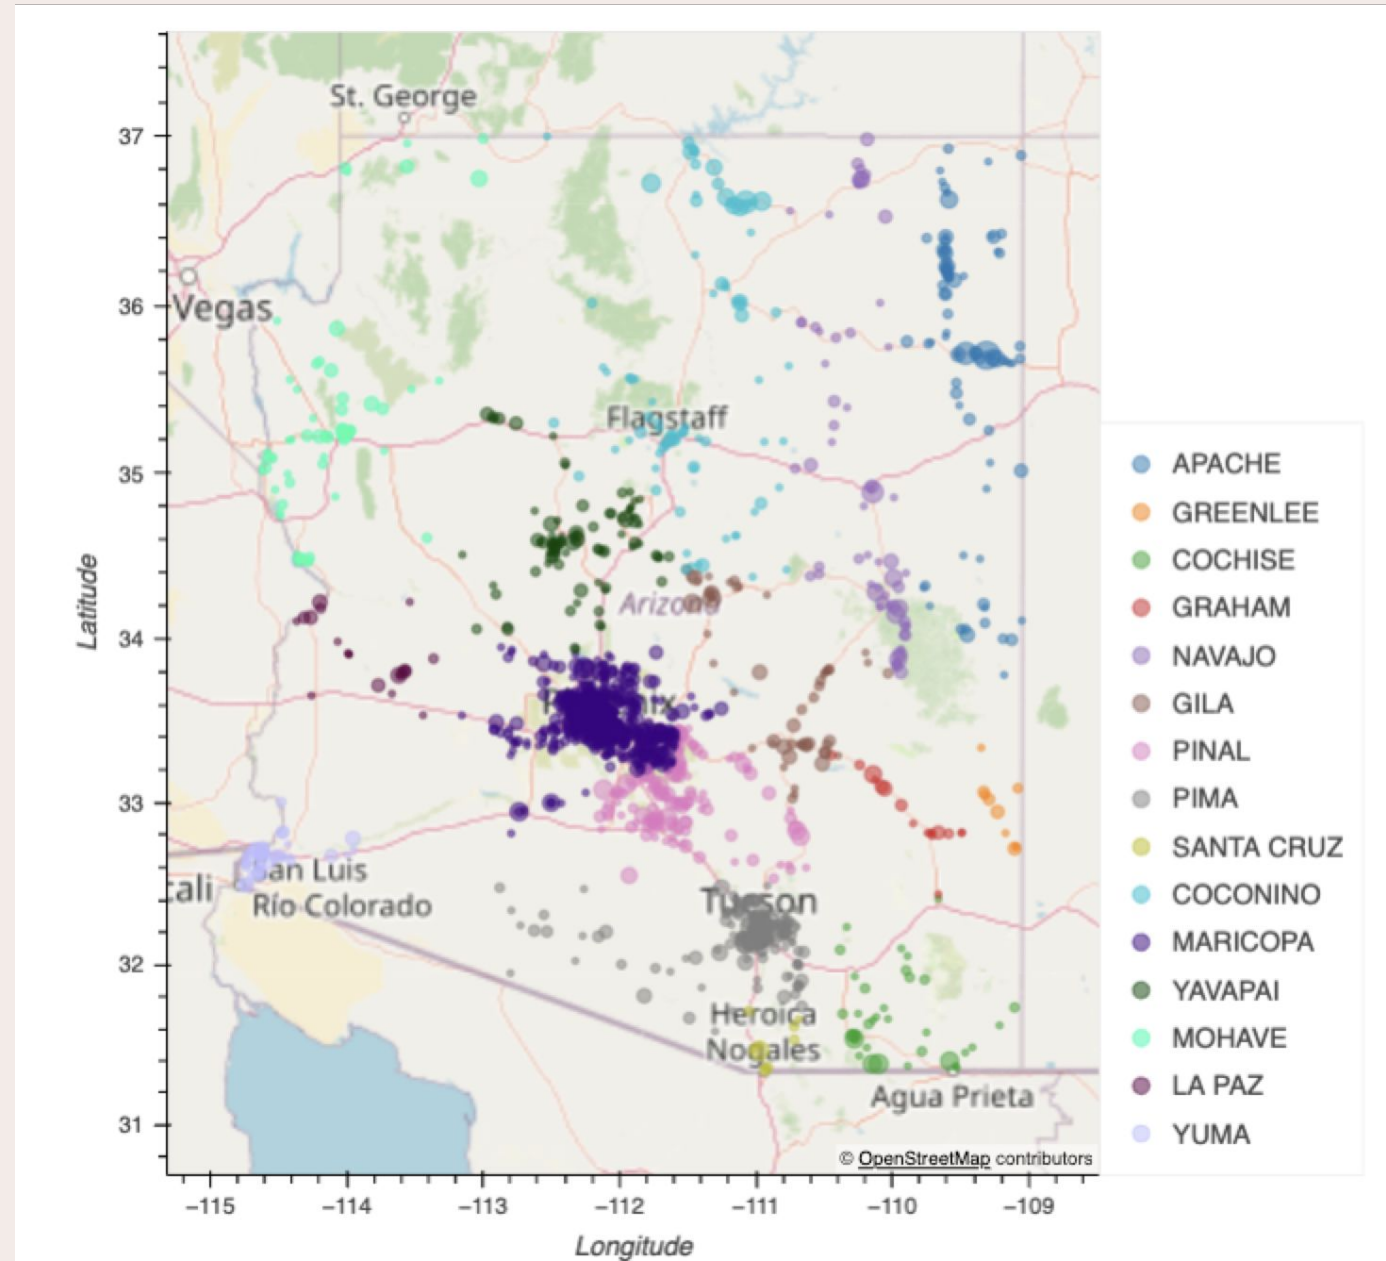 St. George
Vegas
Flagstaff
Arizona
San Luis
Río Colorado
Tucson
Heroica
Nogales
Agua Prieta
© OpenStreetMap contributors
37
36
35
34
33
32
31
Latitude
−115
−114
−113
−112
−111
−110
−109
Longitude
APACHE
GREENLEE
COCHISE
GRAHAM
NAVAJO
GILA
PINAL
PIMA
SANTA CRUZ
COCONINO
MARICOPA
YAVAPAI
MOHAVE
LA PAZ
YUMA